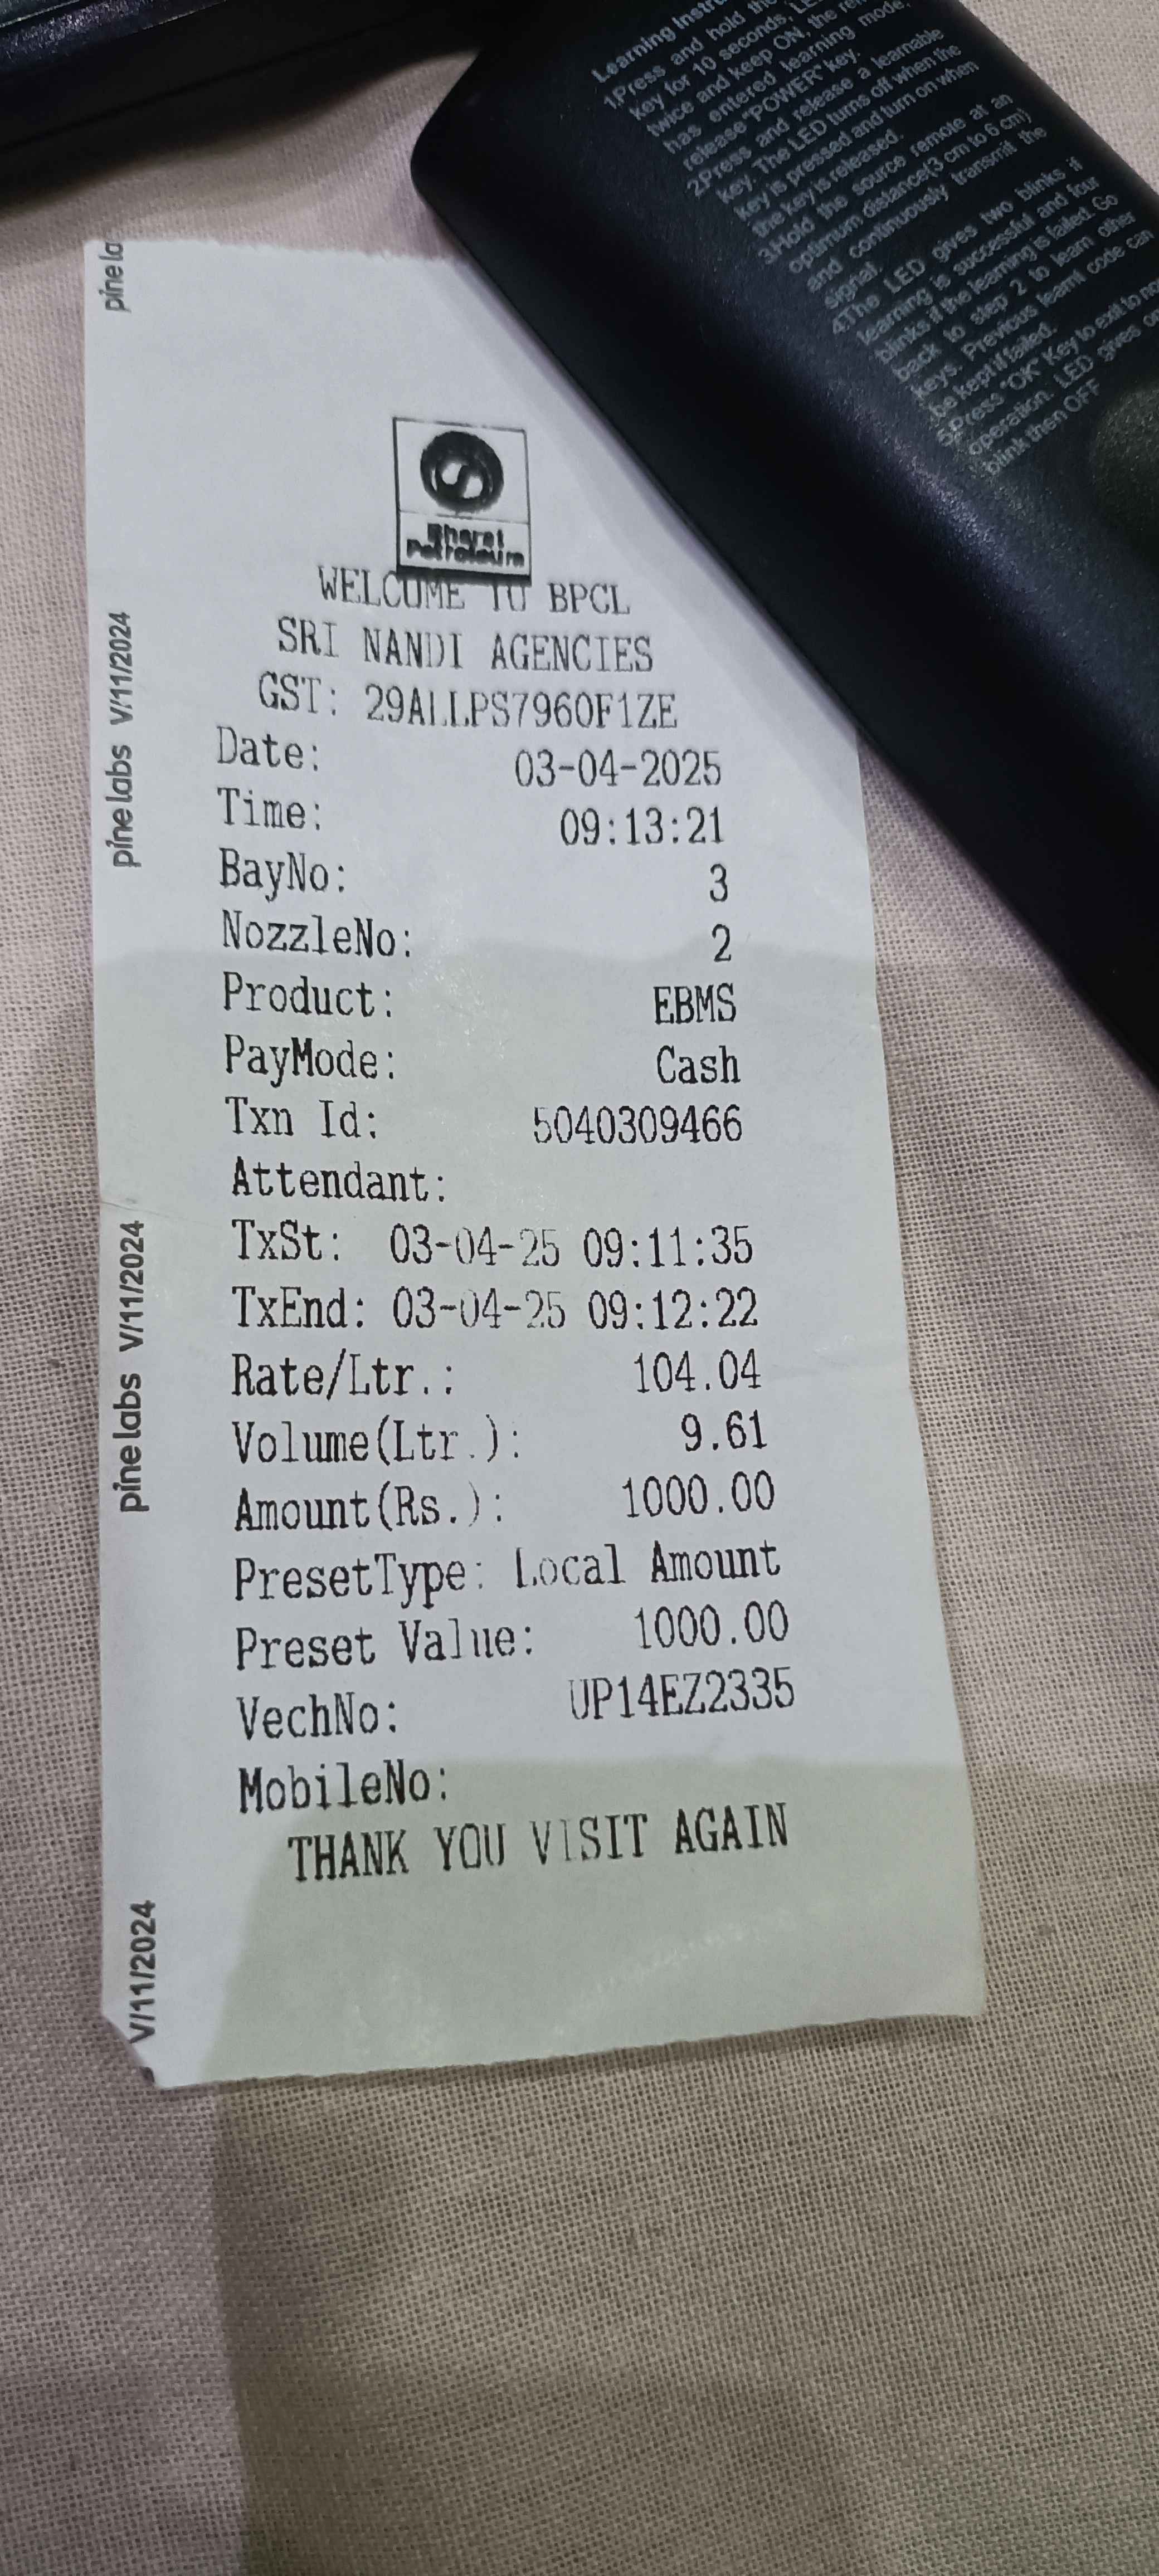 pine la
Bharat
Petroleum
WELCOME TO BPCL
SRI NANDI AGENCIES
GST: 29ALLPS7960F1ZE
Date: 03-04-2025
Time: 09:13:21
BayNo: 3
NozzleNo: 2
Product: EBMS
PayMode: Cash
Txn Id: 5040309466
Attendant:
TxSt: 03-04-25 09:11:35
TxEnd: 03-04-25 09:12:22
Rate/Ltr.: 104.04
Volume(Ltr.): 9.61
Amount(Rs.): 1000.00
PresetType: Local Amount
Preset Value: 1000.00
VechNo: UP14EZ2335
MobileNo:
THANK YOU VISIT AGAIN
pine labs V/11/2024
pine labs V/11/2024
V/11/2024
Learning Instru
1.Press and hold the
key for 10 seconds, LE
twice and keep ON, the re
has entered learning mode,
release "POWER" key.
2.Press and release a learnable
key. The LED turns off when the
key is pressed and turn on when
the key is released.
3.Hold the source remote at an
optimum distance(3 cm to 6 cm)
and continuously transmit the
signal.
4.The LED gives two blinks if
learning is successful and four
blinks if the learning is failed. Go
back to step 2 to learn other
keys. Previous learnt code can
be kept if failed.
5.Press "OK" Key to exit to no
operation. LED gives on
blink then OFF